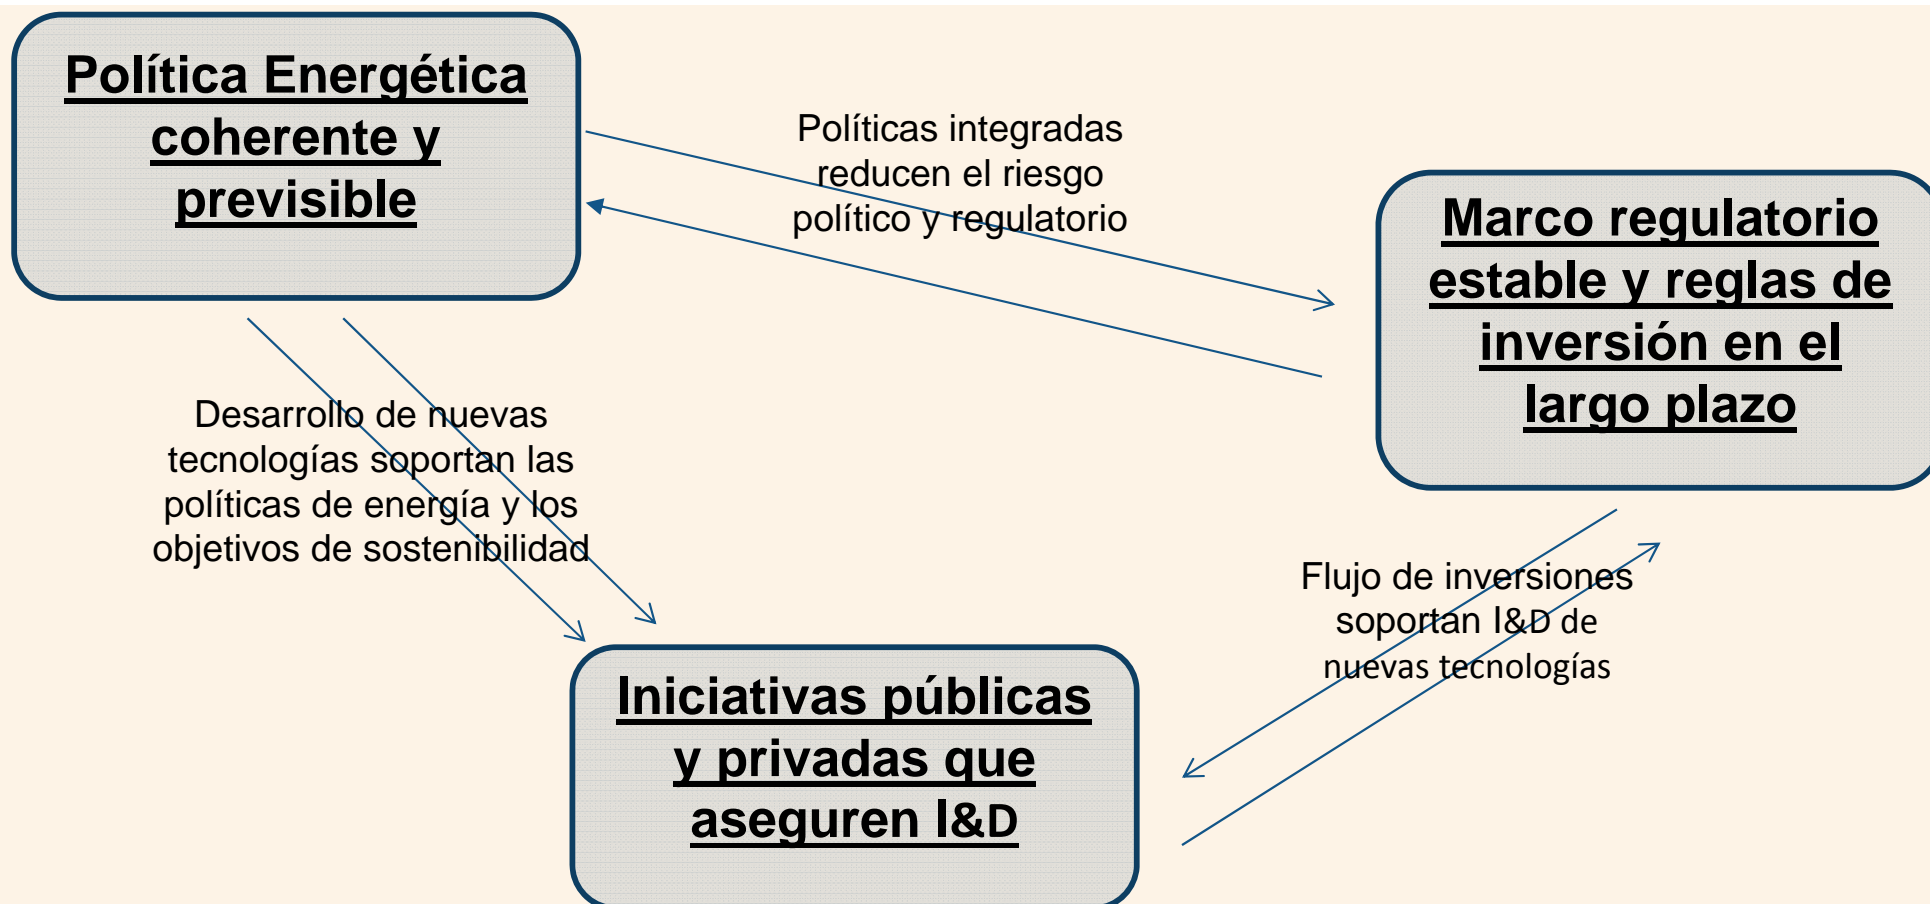 Política Energética
coherente y
previsible
Políticas integradas
reducen el riesgo
político y regulatorio
Marco regulatorio
estable y reglas de
inversión en el
largo plazo
Desarrollo de nuevas
tecnologías soportan las
políticas de energía y los
objetivos de sostenibilidad
Flujo de inversiones
soportan I&D de
nuevas tecnologías
Iniciativas públicas
y privadas que
aseguren I&D